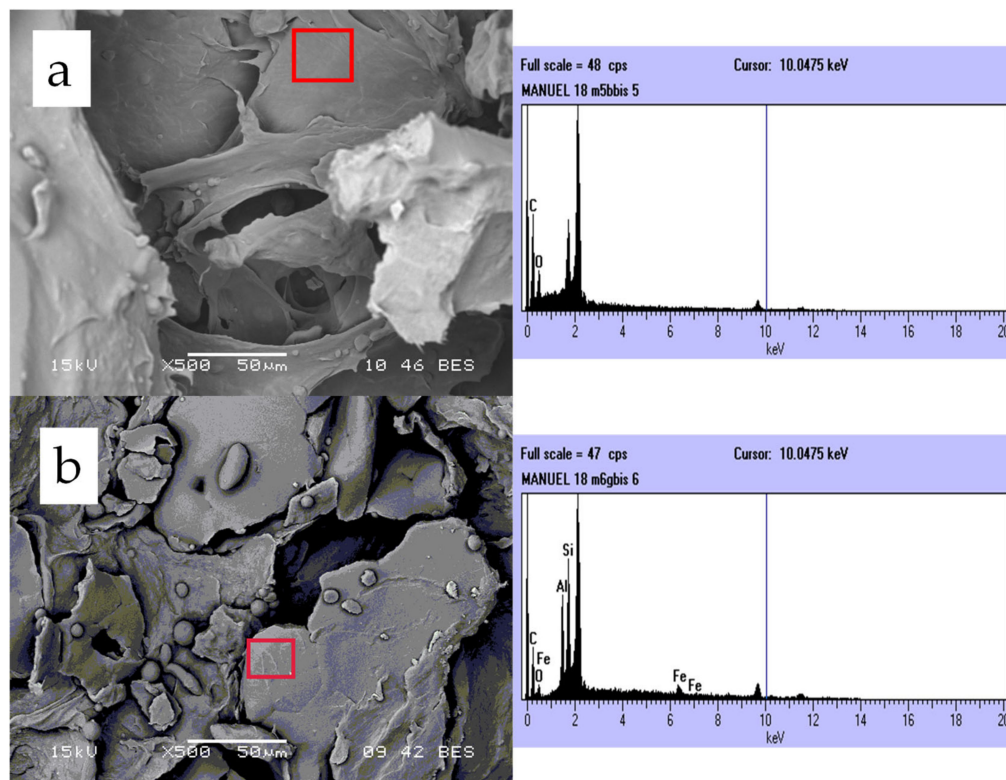 a
15kV X500 50µm 10 46 BES
Full scale = 48 cps Cursor: 10.0475 keV
MANUEL 18 m5bbis 5
C
O
0 2 4 6 8 10 12 14 16 18 20
keV
b
15kV X500 50µm 09 42 BES
Full scale = 47 cps Cursor: 10.0475 keV
MANUEL 18 m6gbis 6
Si
Al
C
Fe
O
Fe
Fe
0 2 4 6 8 10 12 14 16 18 20
keV